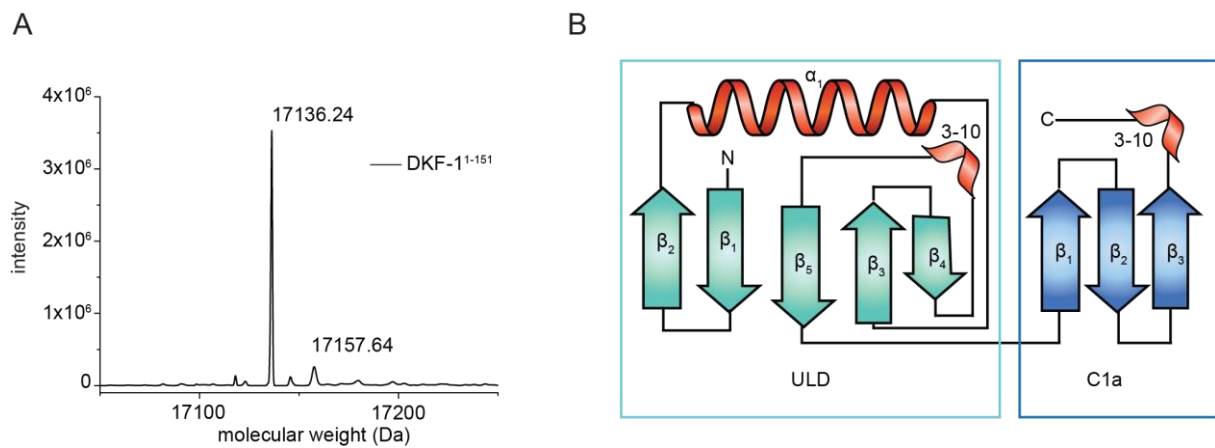 A
4x10⁶
3x10⁶
2x10⁶
1x10⁶
0
intensity
17136.24
DKF-1¹⁻¹⁵¹
17157.64
17100
17200
molecular weight (Da)
B
α₁
3-10
N
β₂
β₁
β₅
β₃
β₄
ULD
C
3-10
β₁
β₂
β₃
C1a